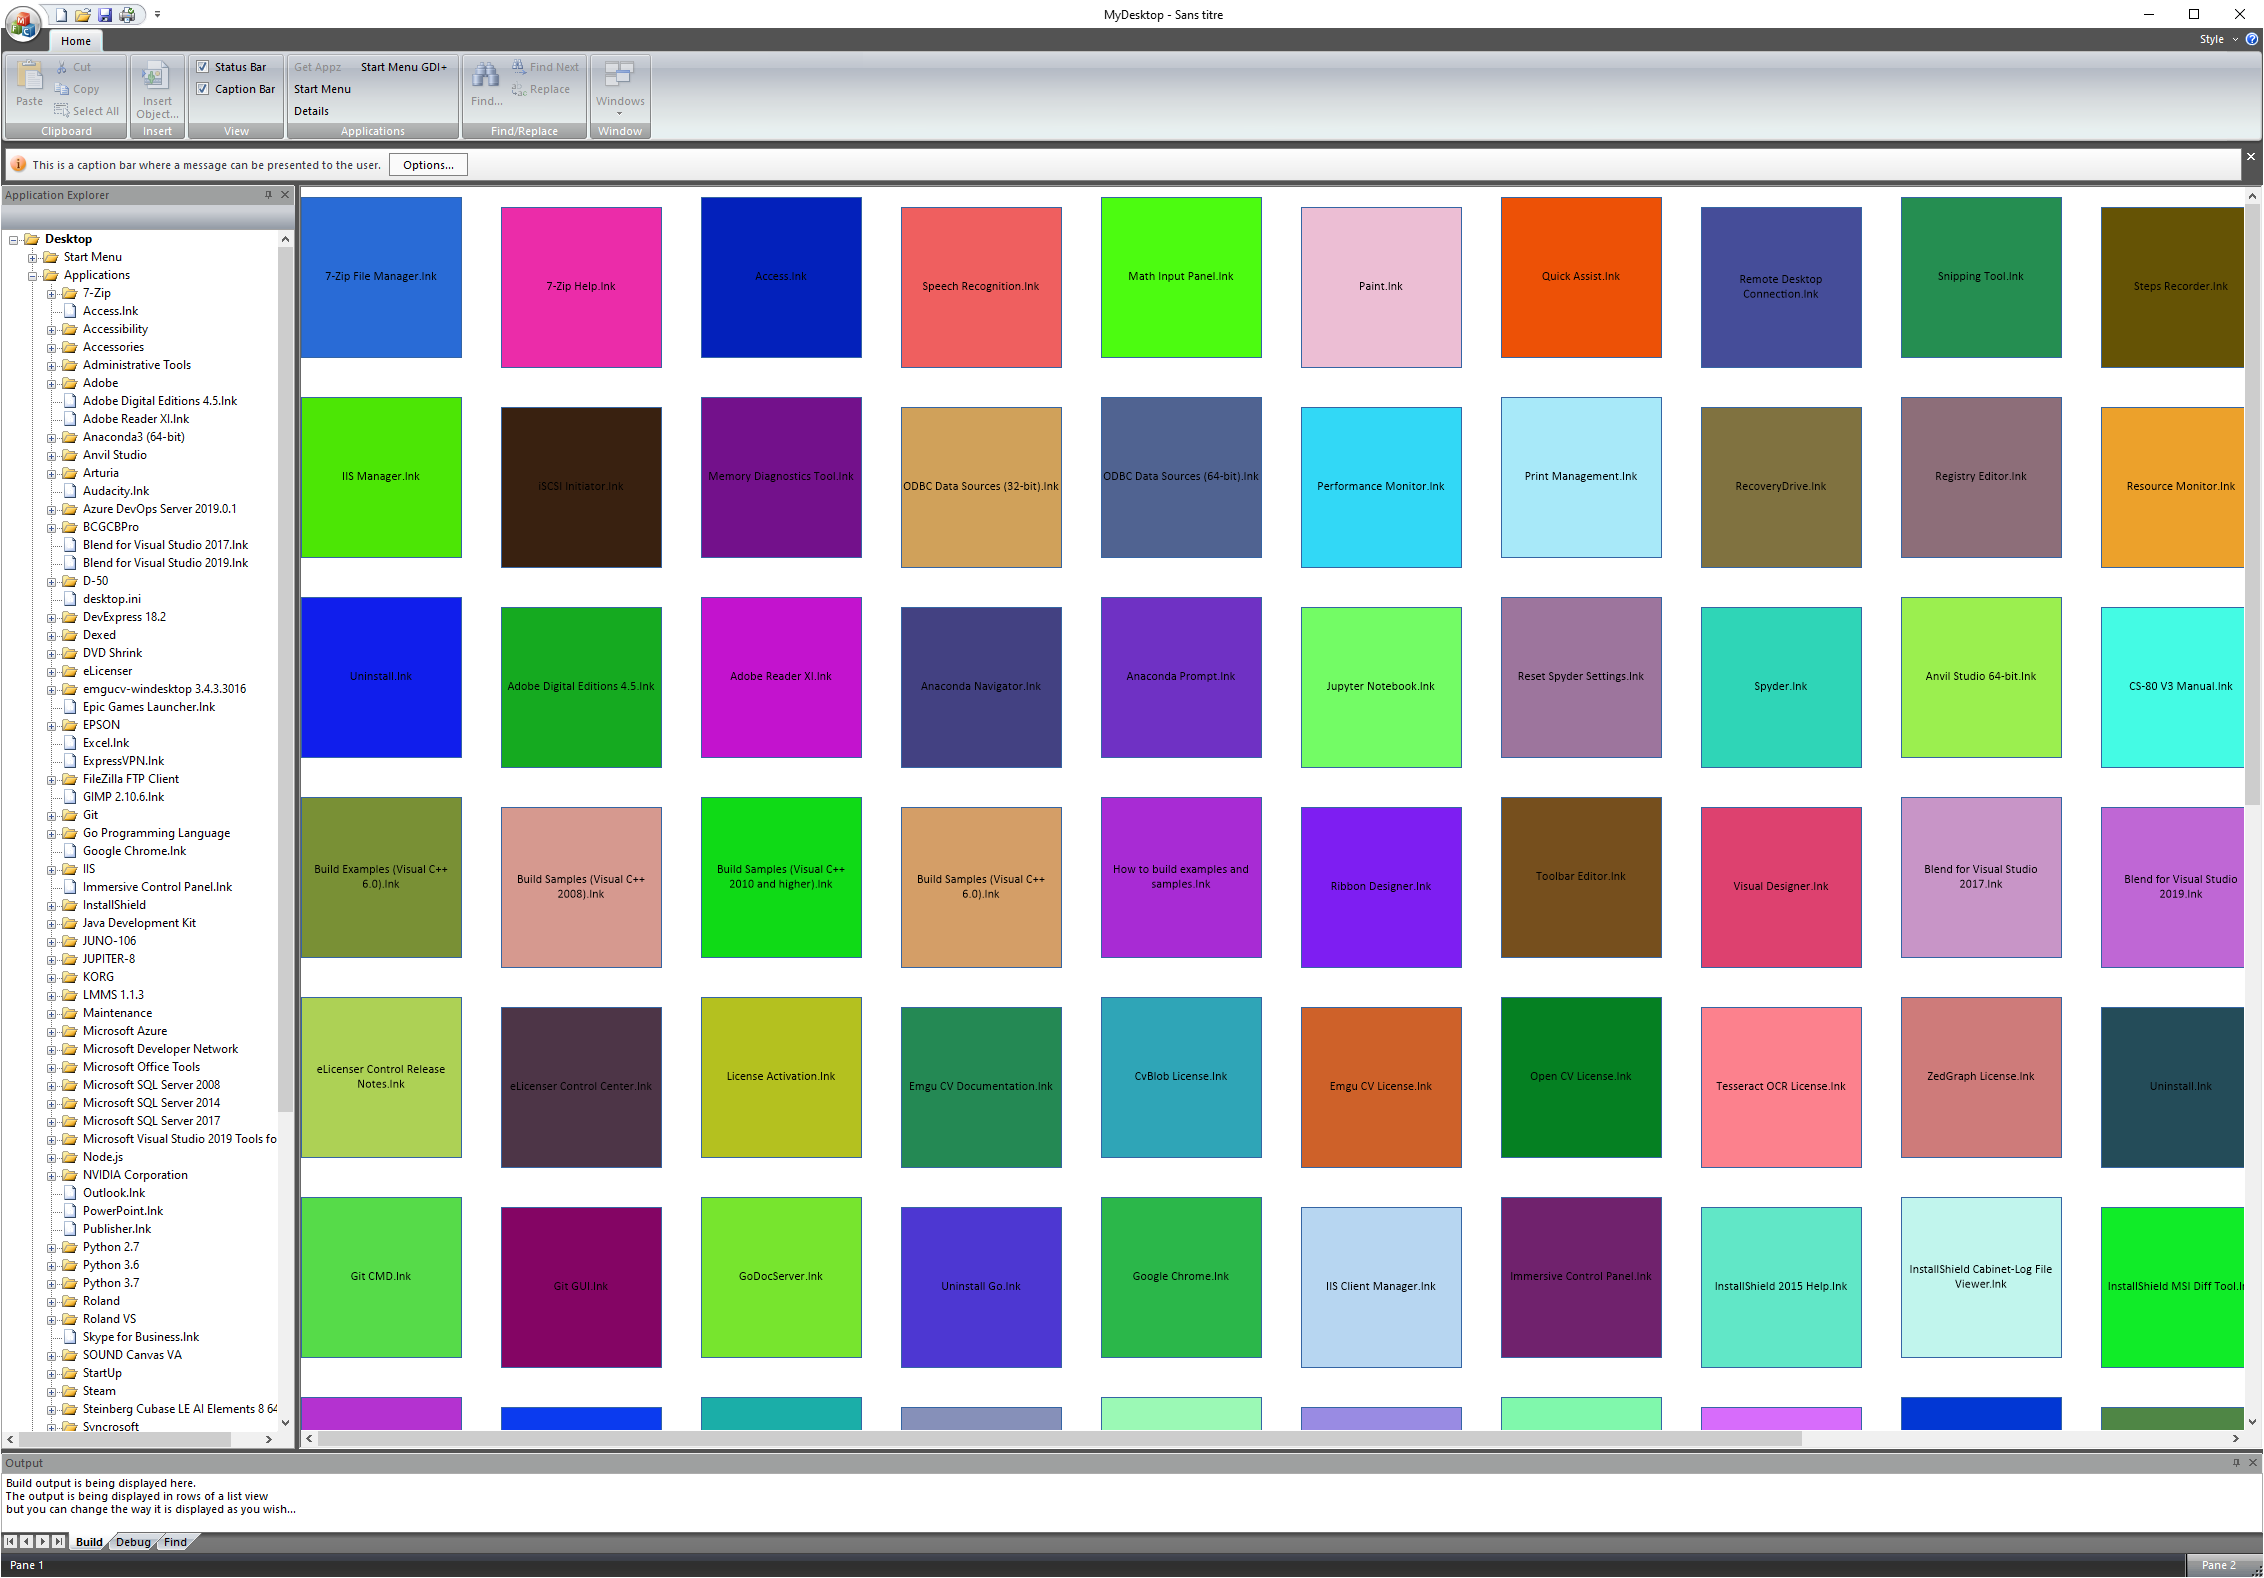 MyDesktop - Sans titre
Home
Style
Paste
Cut
Copy
Select All
Clipboard
Insert
Object...
Insert
Status Bar
Caption Bar
View
Get Appz
Start Menu GDI+
Start Menu
Details
Applications
Find...
Find Next
Replace
Find/Replace
Windows
Window
This is a caption bar where a message can be presented to the user.
Options...
Application Explorer
Desktop
Start Menu
Applications
7-Zip
Access.lnk
Accessibility
Accessories
Administrative Tools
Adobe
Adobe Digital Editions 4.5.lnk
Adobe Reader XI.lnk
Anaconda3 (64-bit)
Anvil Studio
Arturia
Audacity.lnk
Azure DevOps Server 2019.0.1
BCGCBPro
Blend for Visual Studio 2017.lnk
Blend for Visual Studio 2019.lnk
D-50
desktop.ini
DevExpress 18.2
Dexed
DVD Shrink
eLicenser
emgucv-windesktop 3.4.3.3016
Epic Games Launcher.lnk
EPSON
Excel.lnk
ExpressVPN.lnk
FileZilla FTP Client
GIMP 2.10.6.lnk
Git
Go Programming Language
Google Chrome.lnk
IIS
Immersive Control Panel.lnk
InstallShield
Java Development Kit
JUNO-106
JUPITER-8
KORG
LMMS 1.1.3
Maintenance
Microsoft Azure
Microsoft Developer Network
Microsoft Office Tools
Microsoft SQL Server 2008
Microsoft SQL Server 2014
Microsoft SQL Server 2017
Microsoft Visual Studio 2019 Tools fo
Node.js
NVIDIA Corporation
Outlook.lnk
PowerPoint.lnk
Publisher.lnk
Python 2.7
Python 3.6
Python 3.7
Roland
Roland VS
Skype for Business.lnk
SOUND Canvas VA
StartUp
Steam
Steinberg Cubase LE AI Elements 8 64
Syncrosoft
7-Zip File Manager.lnk
7-Zip Help.lnk
Access.lnk
Speech Recognition.lnk
Math Input Panel.lnk
Paint.lnk
Quick Assist.lnk
Remote Desktop
Connection.lnk
Snipping Tool.lnk
Steps Recorder.lnk
IIS Manager.lnk
iSCSI Initiator.lnk
Memory Diagnostics Tool.lnk
ODBC Data Sources (32-bit).lnk
ODBC Data Sources (64-bit).lnk
Performance Monitor.lnk
Print Management.lnk
RecoveryDrive.lnk
Registry Editor.lnk
Resource Monitor.lnk
Uninstall.lnk
Adobe Digital Editions 4.5.lnk
Adobe Reader XI.lnk
Anaconda Navigator.lnk
Anaconda Prompt.lnk
Jupyter Notebook.lnk
Reset Spyder Settings.lnk
Spyder.lnk
Anvil Studio 64-bit.lnk
CS-80 V3 Manual.lnk
Build Examples (Visual C++
6.0).lnk
Build Samples (Visual C++
2008).lnk
Build Samples (Visual C++
2010 and higher).lnk
Build Samples (Visual C++
6.0).lnk
How to build examples and
samples.lnk
Ribbon Designer.lnk
Toolbar Editor.lnk
Visual Designer.lnk
Blend for Visual Studio
2017.lnk
Blend for Visual Studio
2019.lnk
eLicenser Control Release
Notes.lnk
eLicenser Control Center.lnk
License Activation.lnk
Emgu CV Documentation.lnk
CvBlob License.lnk
Emgu CV License.lnk
Open CV License.lnk
Tesseract OCR License.lnk
ZedGraph License.lnk
Uninstall.lnk
Git CMD.lnk
Git GUI.lnk
GoDocServer.lnk
Uninstall Go.lnk
Google Chrome.lnk
IIS Client Manager.lnk
Immersive Control Panel.lnk
InstallShield 2015 Help.lnk
InstallShield Cabinet-Log File
Viewer.lnk
InstallShield MSI Diff Tool.l
Output
Build output is being displayed here.
The output is being displayed in rows of a list view
but you can change the way it is displayed as you wish...
Build
Debug
Find
Pane 1
Pane 2